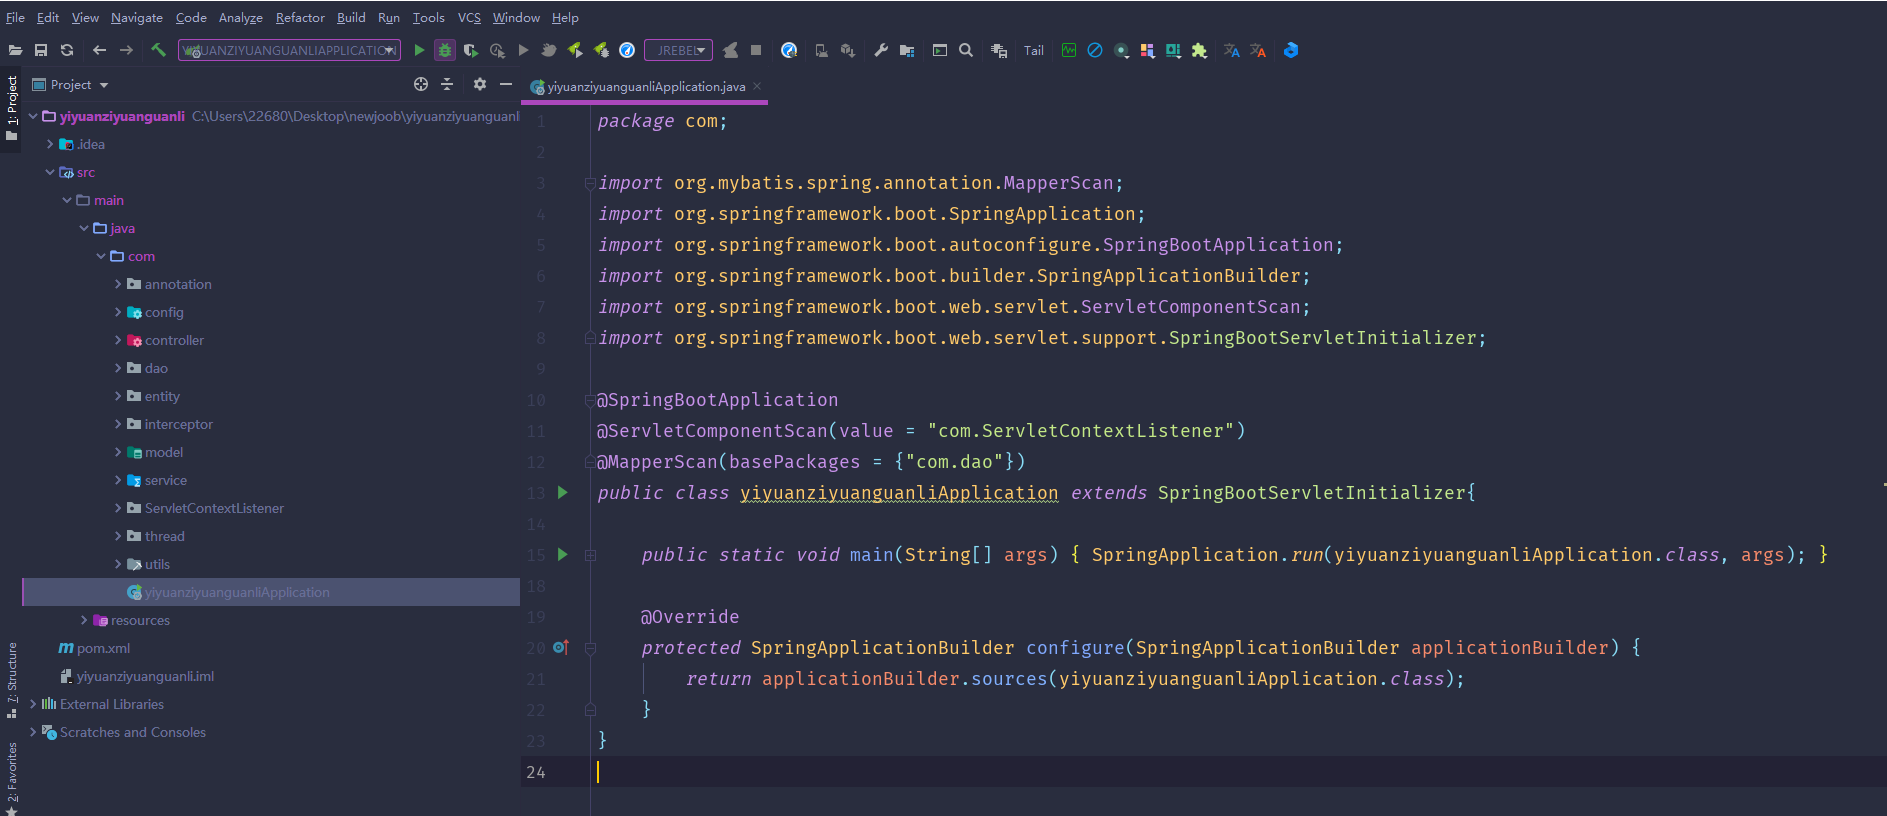 File Edit View Navigate Code Analyze Refactor Build Run Tools VCS Window Help
YIYUANZIYUANGUANLIAPPLICATION JREBEL Tail
Project
yiyuanziyuanguanliApplication.java
1: Project
7: Structure
2: Favorites
yiyuanziyuanguanli C:\Users\22680\Desktop\newjoob\yiyuanziyuanguanl
.idea
src
main
java
com
annotation
config
controller
dao
entity
interceptor
model
service
ServletContextListener
thread
utils
yiyuanziyuanguanliApplication
resources
pom.xml
yiyuanziyuanguanli.iml
External Libraries
Scratches and Consoles
1 package com;
2
3 import org.mybatis.spring.annotation.MapperScan;
4 import org.springframework.boot.SpringApplication;
5 import org.springframework.boot.autoconfigure.SpringBootApplication;
6 import org.springframework.boot.builder.SpringApplicationBuilder;
7 import org.springframework.boot.web.servlet.ServletComponentScan;
8 import org.springframework.boot.web.servlet.support.SpringBootServletInitializer;
9
10 @SpringBootApplication
11 @ServletComponentScan(value = "com.ServletContextListener")
12 @MapperScan(basePackages = {"com.dao"})
13 public class yiyuanziyuanguanliApplication extends SpringBootServletInitializer{
14
15 public static void main(String[] args) { SpringApplication.run(yiyuanziyuanguanliApplication.class, args); }
18
19 @Override
20 protected SpringApplicationBuilder configure(SpringApplicationBuilder applicationBuilder) {
21 return applicationBuilder.sources(yiyuanziyuanguanliApplication.class);
22 }
23 }
24